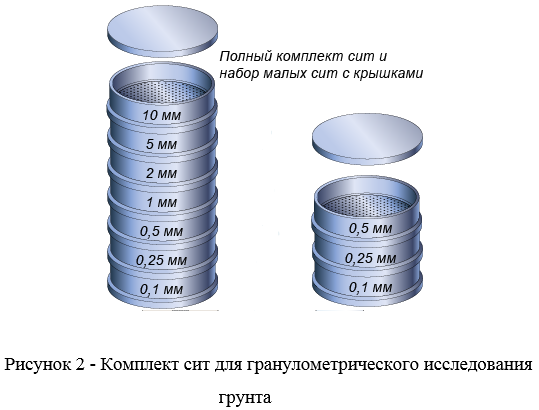 Полный комплект сит и
набор малых сит с крышками
10 мм
5 мм
2 мм
1 мм
0,5 мм
0,25 мм
0,1 мм
0,5 мм
0,25 мм
0,1 мм
Рисунок 2 - Комплект сит для гранулометрического исследования
грунта